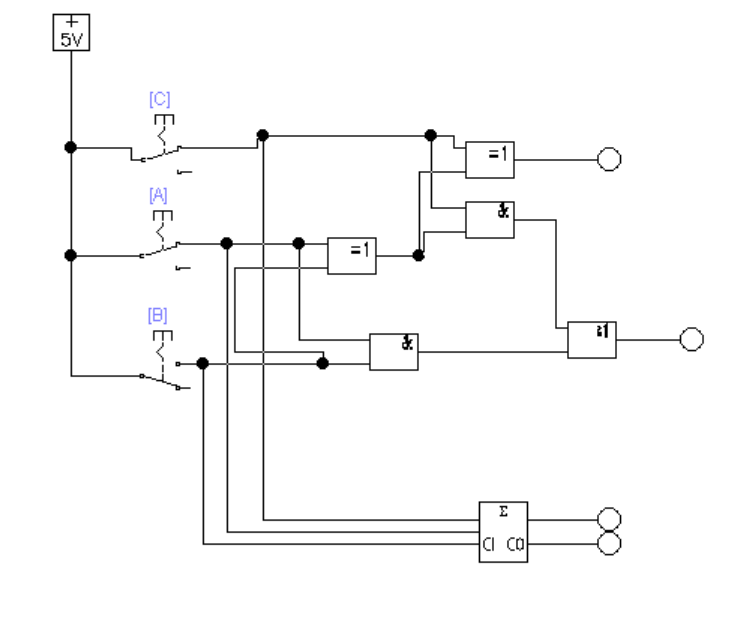 +
5V
[C]
=1
[A]
&
=1
[B]
≥1
&
Σ
CI CO